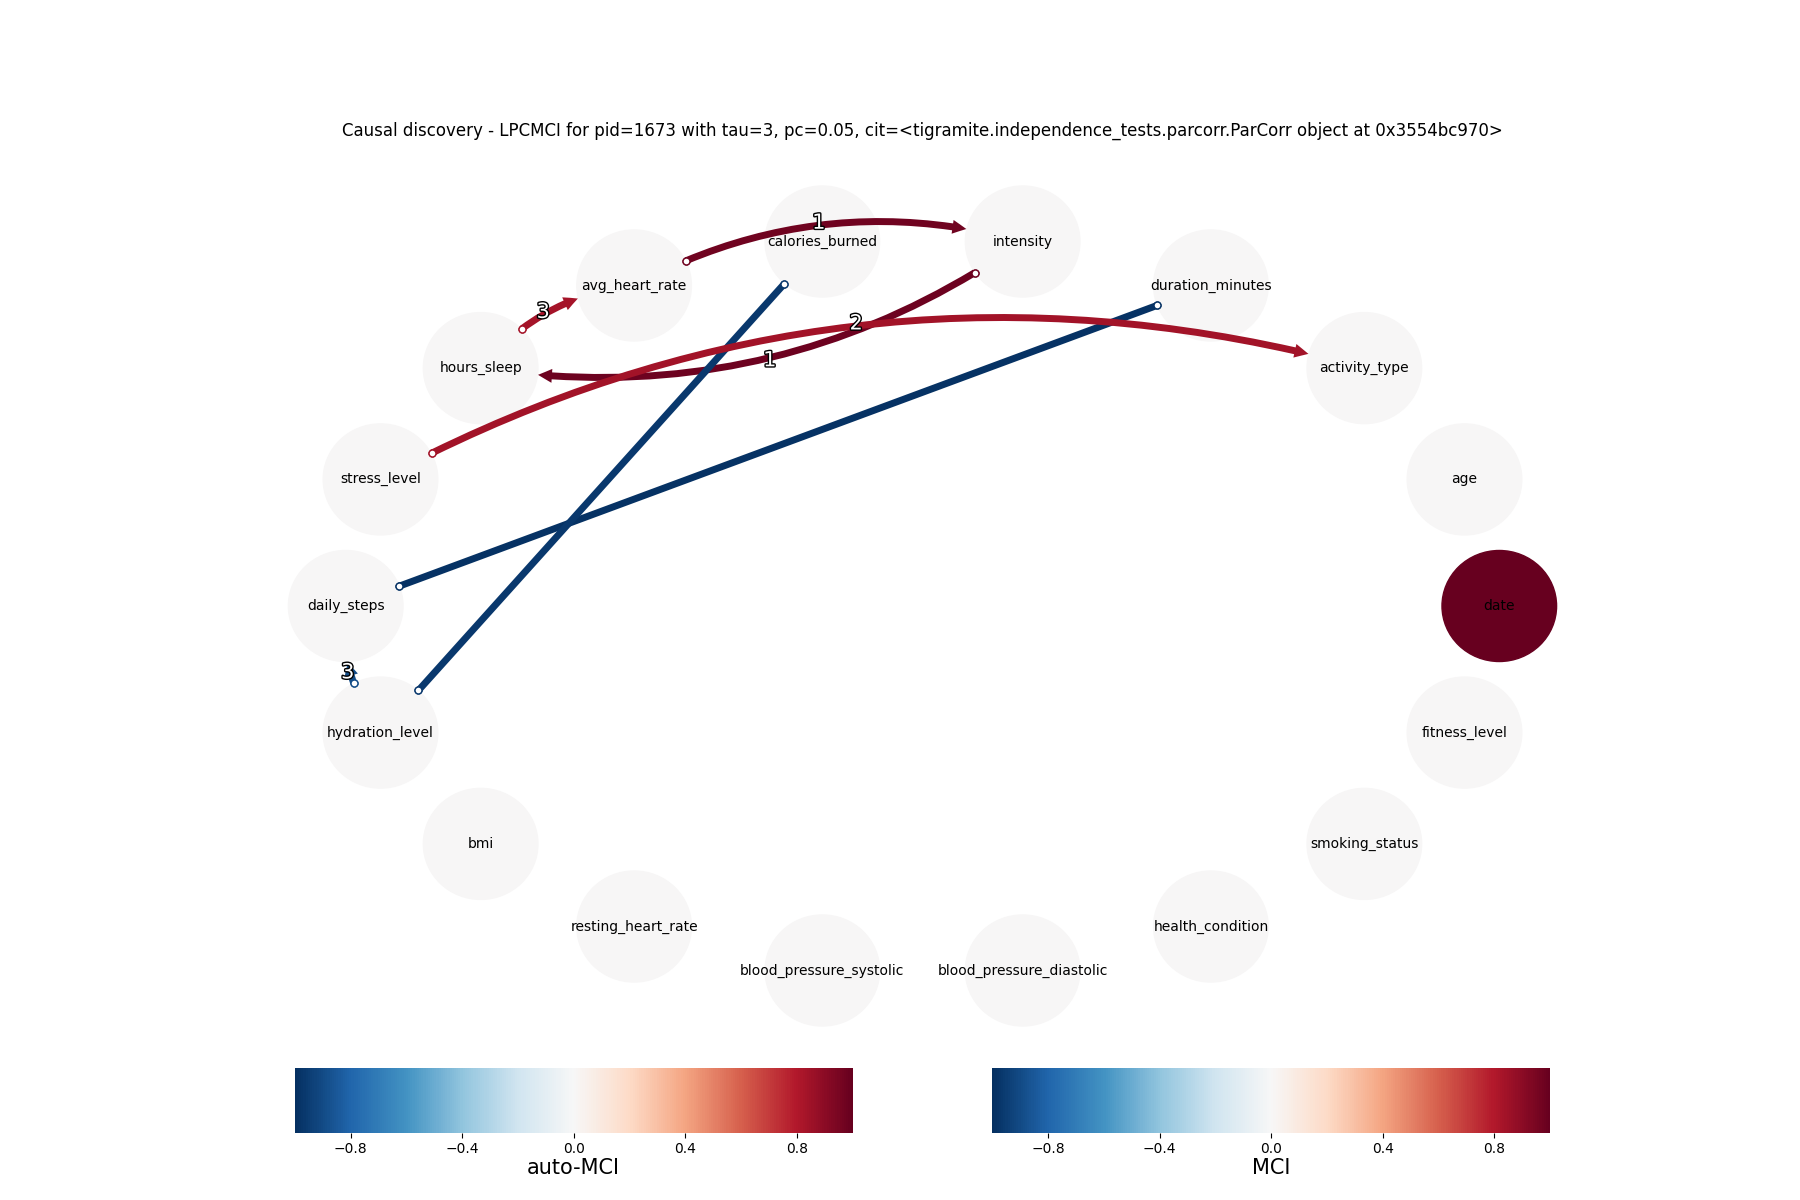 Causal discovery - LPCMCI for pid=1673 with tau=3, pc=0.05, cit=<tigramite.independence_tests.parcorr.ParCorr object at 0x3554bc970>
1
calories_burned
intensity
avg_heart_rate
duration_minutes
3
2
1
hours_sleep
activity_type
stress_level
age
daily_steps
date
3
hydration_level
fitness_level
bmi
smoking_status
resting_heart_rate
health_condition
blood_pressure_systolic
blood_pressure_diastolic
−0.8 −0.4 0.0 0.4 0.8
auto-MCI
−0.8 −0.4 0.0 0.4 0.8
MCI